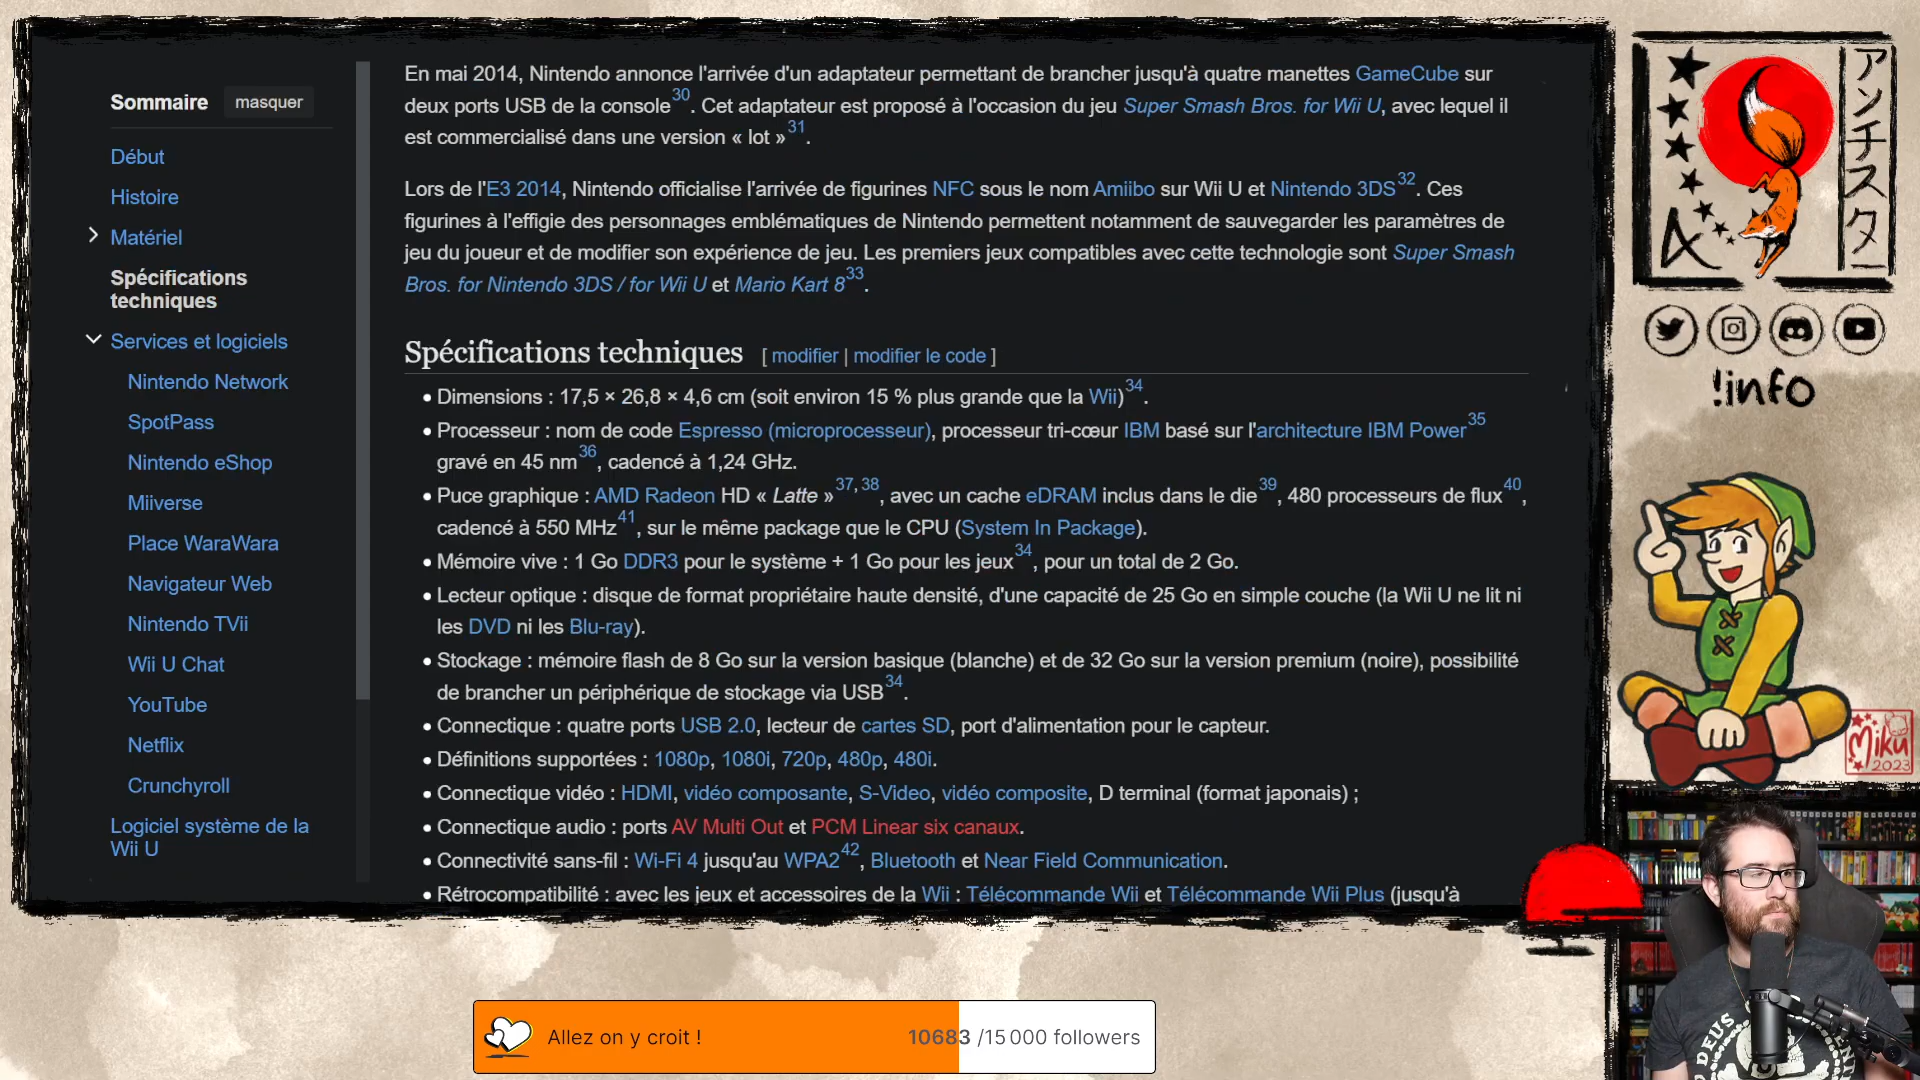 Sommaire masquer
Début
Histoire
Matériel
Spécifications
techniques
Services et logiciels
Nintendo Network
SpotPass
Nintendo eShop
Miiverse
Place WaraWara
Navigateur Web
Nintendo TVii
Wii U Chat
YouTube
Netflix
Crunchyroll
Logiciel système de la
Wii U
En mai 2014, Nintendo annonce l'arrivée d'un adaptateur permettant de brancher jusqu'à quatre manettes GameCube sur
deux ports USB de la console30. Cet adaptateur est proposé à l'occasion du jeu Super Smash Bros. for Wii U, avec lequel il
est commercialisé dans une version « lot »31.
Lors de l'E3 2014, Nintendo officialise l'arrivée de figurines NFC sous le nom Amiibo sur Wii U et Nintendo 3DS32. Ces
figurines à l'effigie des personnages emblématiques de Nintendo permettent notamment de sauvegarder les paramètres de
jeu du joueur et de modifier son expérience de jeu. Les premiers jeux compatibles avec cette technologie sont Super Smash
Bros. for Nintendo 3DS / for Wii U et Mario Kart 833.
Spécifications techniques [ modifier | modifier le code ]
• Dimensions : 17,5 × 26,8 × 4,6 cm (soit environ 15 % plus grande que la Wii)34.
• Processeur : nom de code Espresso (microprocesseur), processeur tri-cœur IBM basé sur l'architecture IBM Power35
gravé en 45 nm36, cadencé à 1,24 GHz.
• Puce graphique : AMD Radeon HD « Latte »37, 38, avec un cache eDRAM inclus dans le die39, 480 processeurs de flux40,
cadencé à 550 MHz41, sur le même package que le CPU (System In Package).
• Mémoire vive : 1 Go DDR3 pour le système + 1 Go pour les jeux34, pour un total de 2 Go.
• Lecteur optique : disque de format propriétaire haute densité, d'une capacité de 25 Go en simple couche (la Wii U ne lit ni
les DVD ni les Blu-ray).
• Stockage : mémoire flash de 8 Go sur la version basique (blanche) et de 32 Go sur la version premium (noire), possibilité
de brancher un périphérique de stockage via USB34.
• Connectique : quatre ports USB 2.0, lecteur de cartes SD, port d'alimentation pour le capteur.
• Définitions supportées : 1080p, 1080i, 720p, 480p, 480i.
• Connectique vidéo : HDMI, vidéo composante, S-Video, vidéo composite, D terminal (format japonais) ;
• Connectique audio : ports AV Multi Out et PCM Linear six canaux.
• Connectivité sans-fil : Wi-Fi 4 jusqu'au WPA242, Bluetooth et Near Field Communication.
• Rétrocompatibilité : avec les jeux et accessoires de la Wii : Télécommande Wii et Télécommande Wii Plus (jusqu'à
アンチスター
!info
Miku
2023
Allez on y croit !
10683 /15 000 followers
DEUS